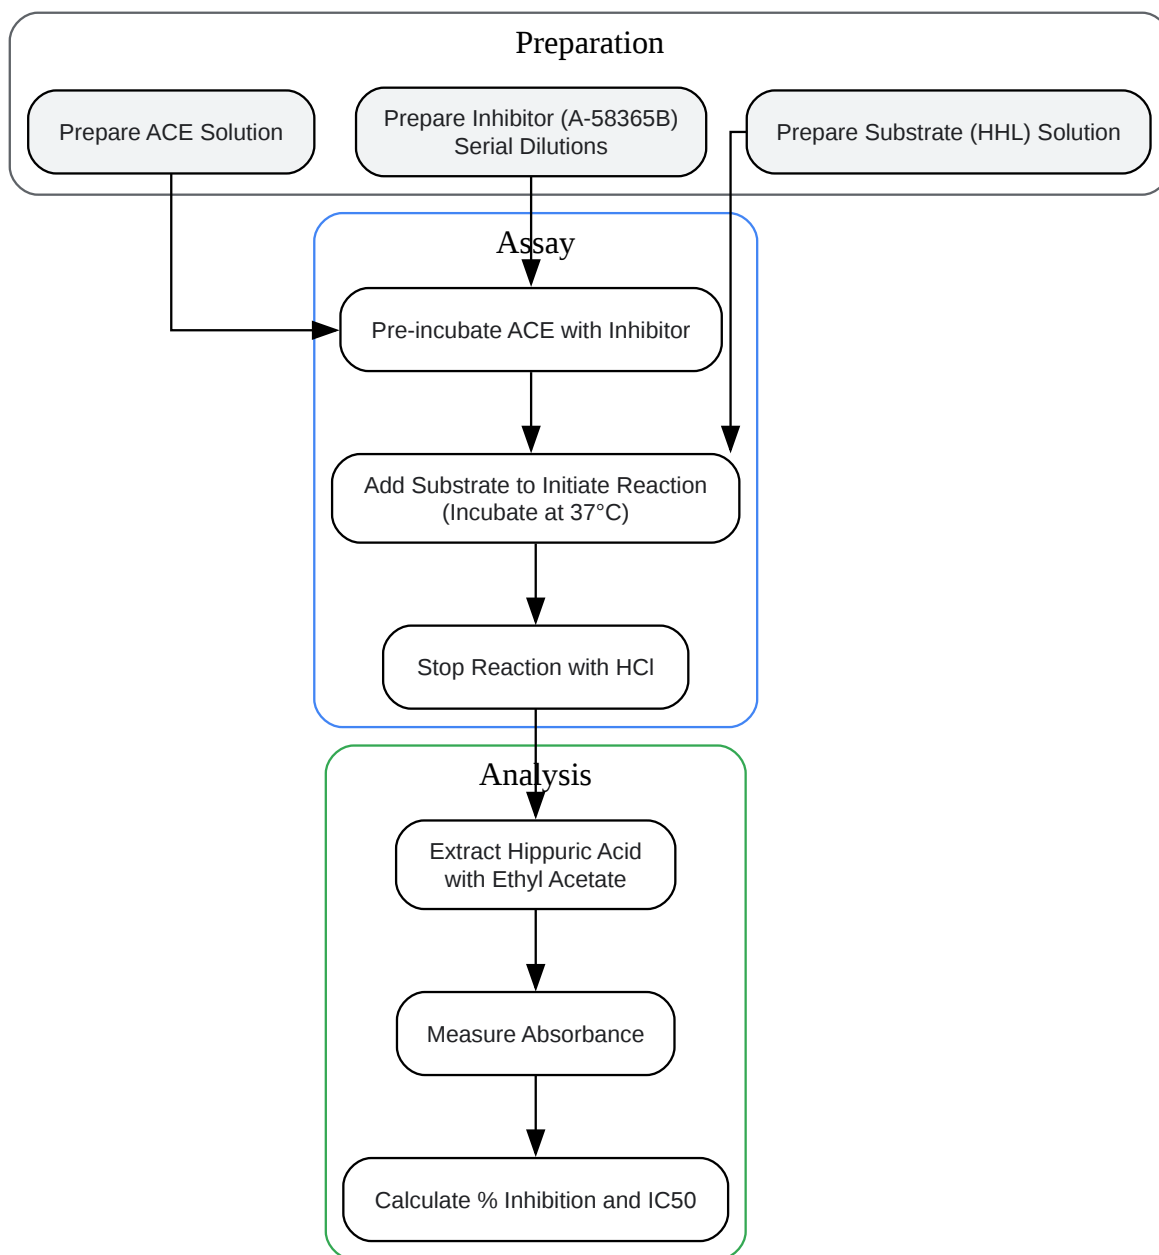 Preparation
Prepare ACE Solution
Prepare Inhibitor (A-58365B)
Serial Dilutions
Prepare Substrate (HHL) Solution
Assay
Pre-incubate ACE with Inhibitor
Add Substrate to Initiate Reaction
(Incubate at 37°C)
Stop Reaction with HCl
Analysis
Extract Hippuric Acid
with Ethyl Acetate
Measure Absorbance
Calculate % Inhibition and IC50